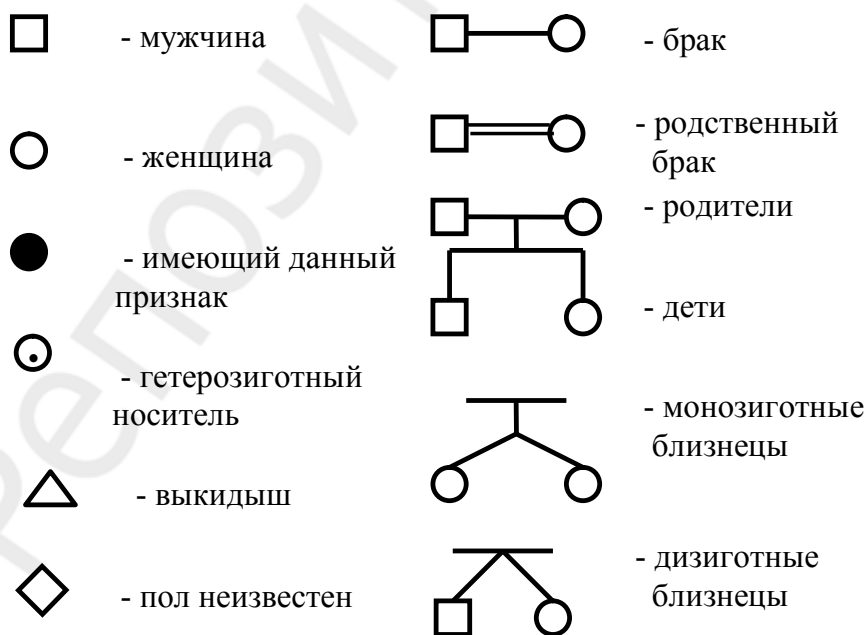 - мужчина
- женщина
- имеющий данный
признак
- гетерозиготный
носитель
- выкидыш
- пол неизвестен
- брак
- родственный
брак
- родители
- дети
- монозиготные
близнецы
- дизиготные
близнецы